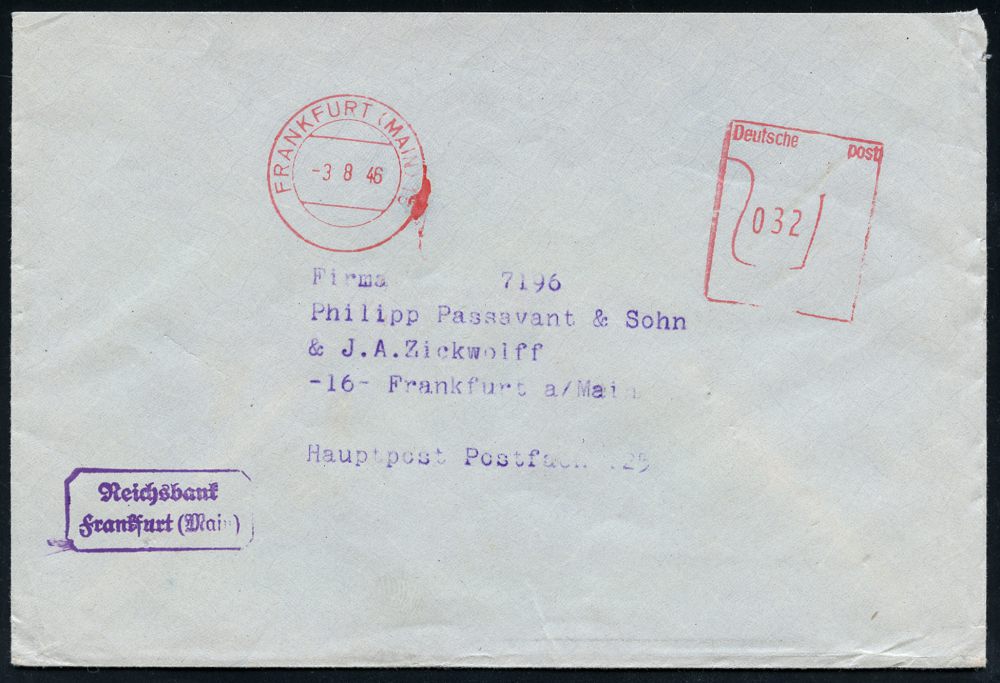 FRANKFURT (MAIN)
-3 8 46
Deutsche post
032
Firma 7196
Philipp Passavant & Sohn
& J.A.Zickwolff
-16- Frankfurt a/Main
Hauptpost Postfach
Reichsbank
Frankfurt (Main)